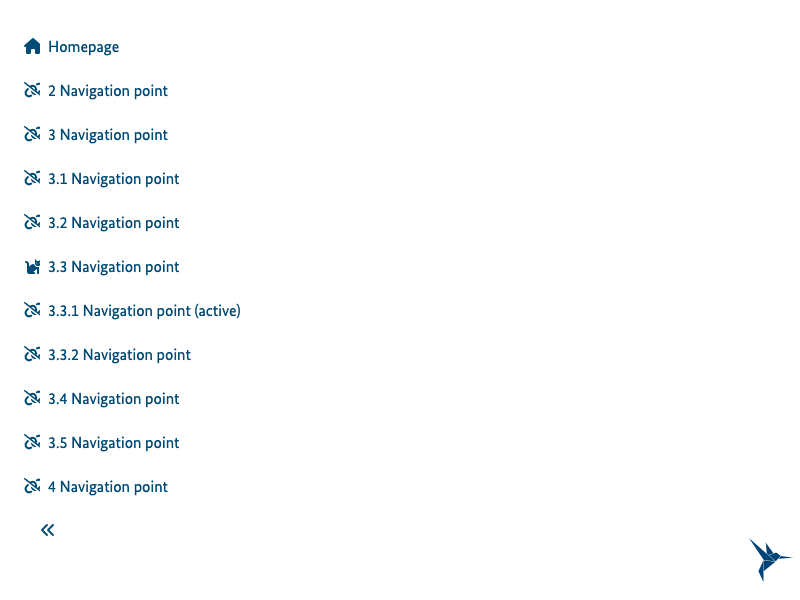 Homepage
2 Navigation point
3 Navigation point
3.1 Navigation point
3.2 Navigation point
3.3 Navigation point
3.3.1 Navigation point (active)
3.3.2 Navigation point
3.4 Navigation point
3.5 Navigation point
4 Navigation point